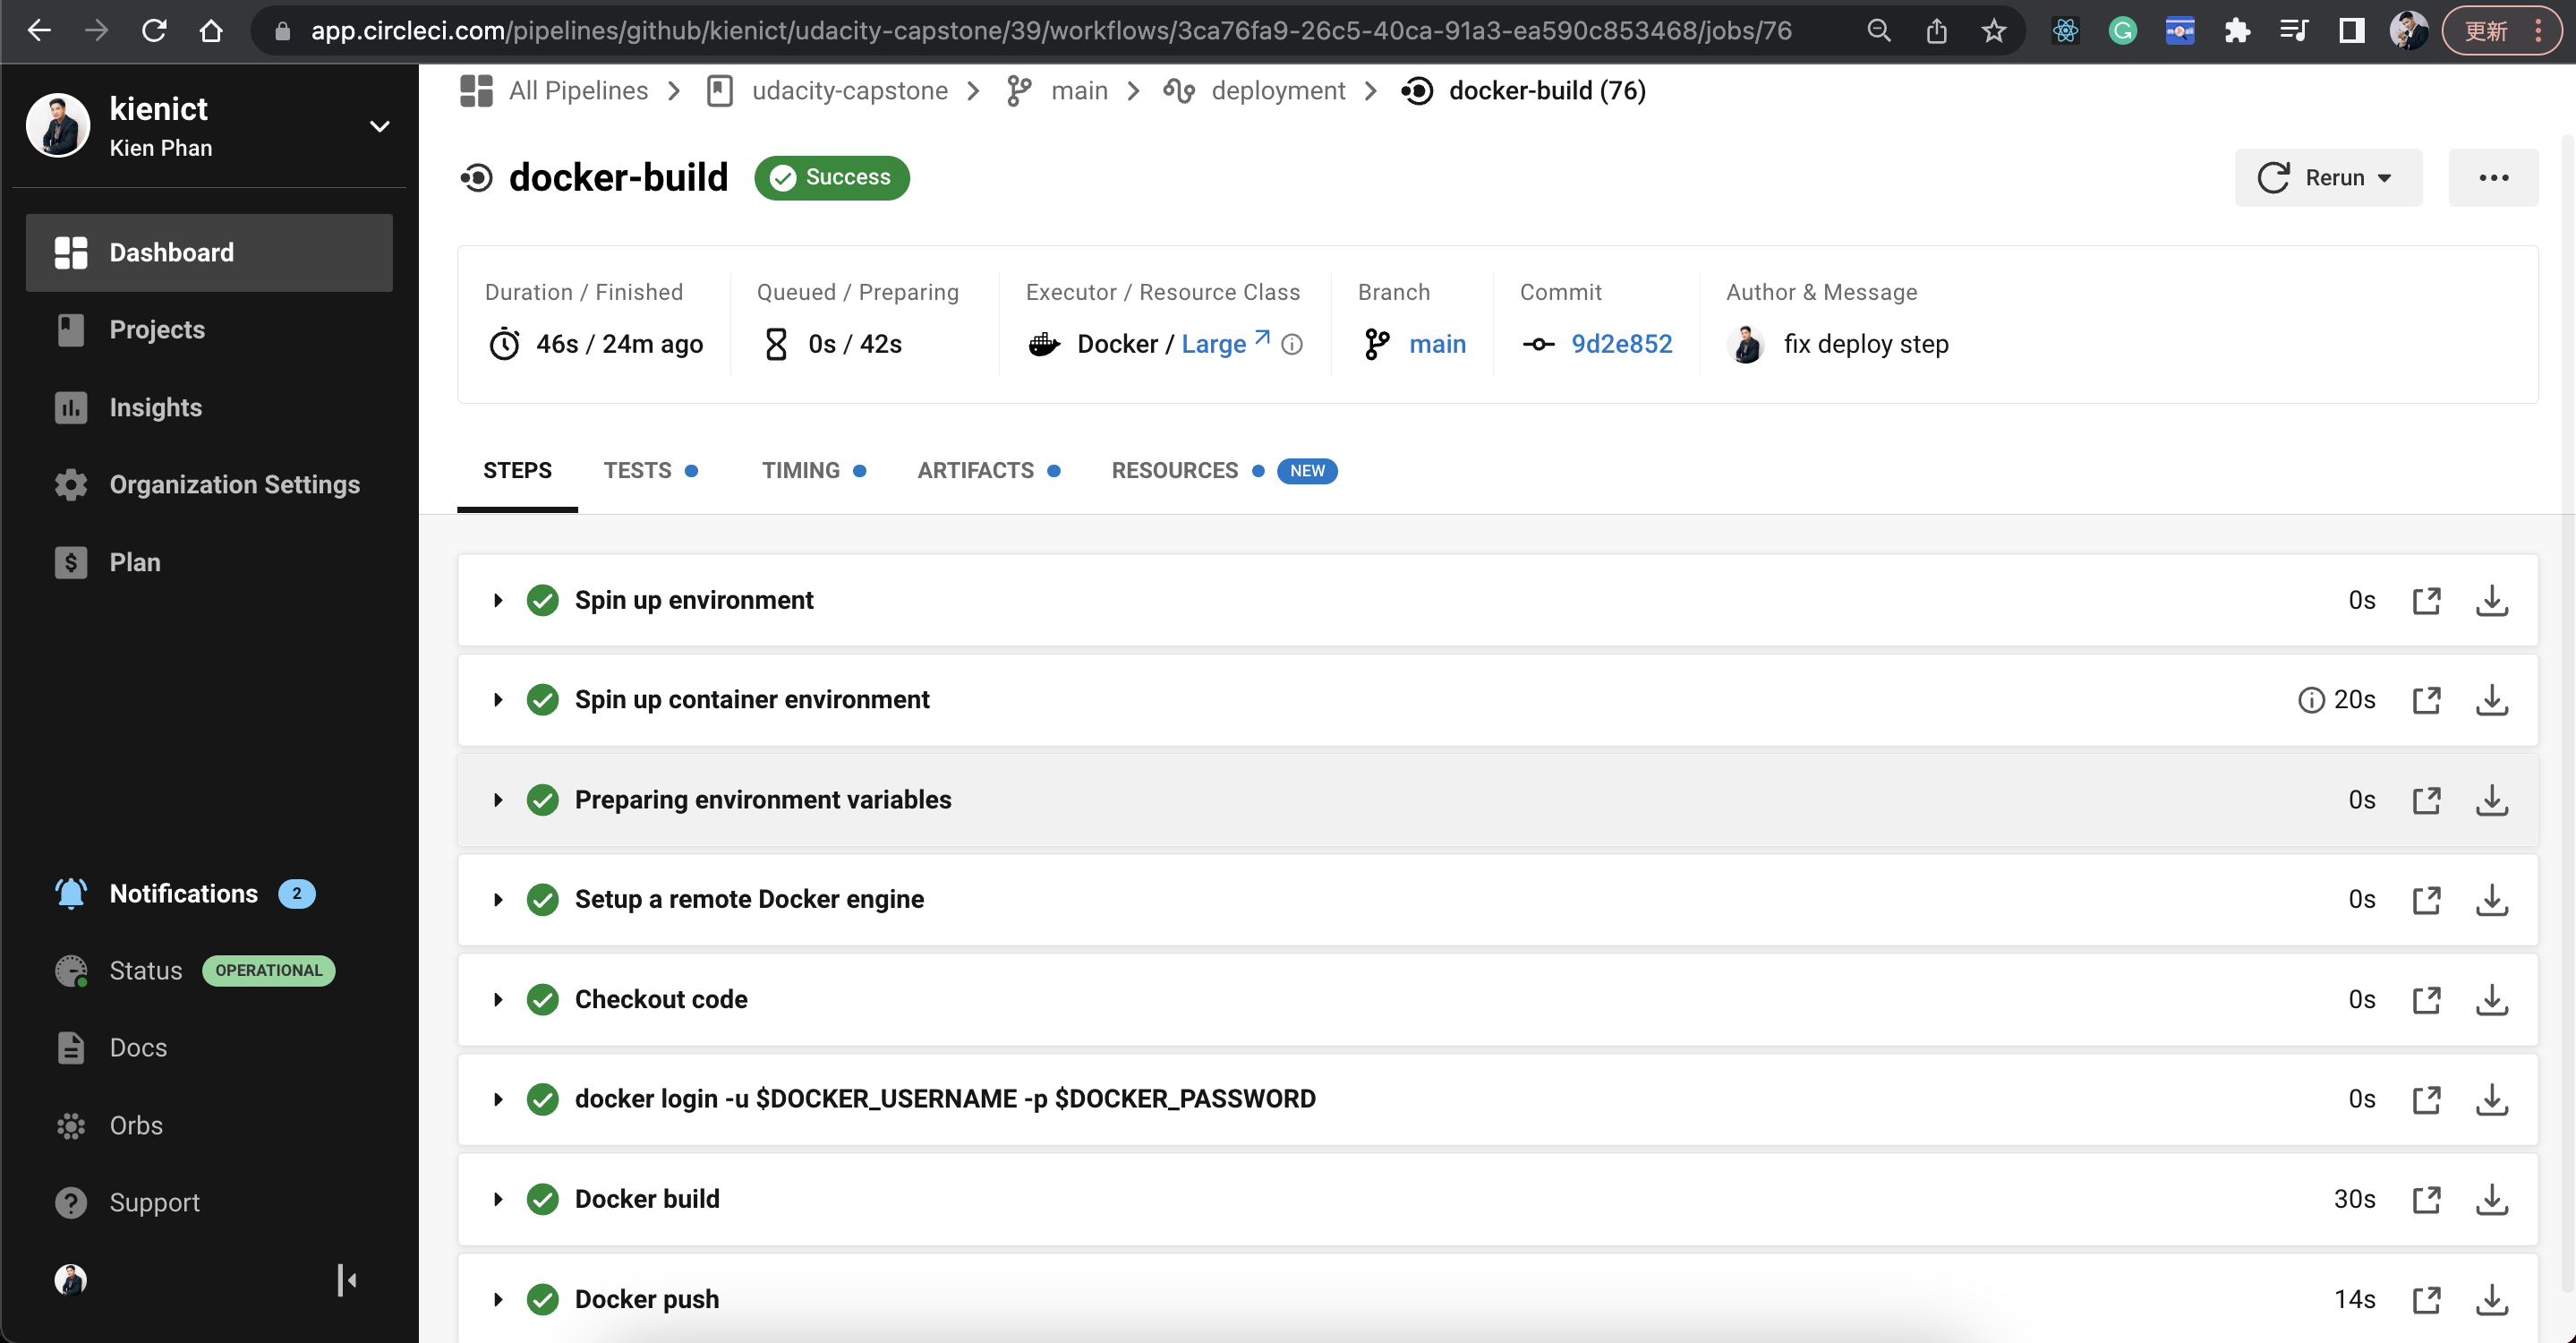 app.circleci.com/pipelines/github/kienict/udacity-capstone/39/workflows/3ca76fa9-26c5-40ca-91a3-ea590c853468/jobs/76
更新
kienict
Kien Phan
Dashboard
Projects
Insights
Organization Settings
Plan
Notifications 2
Status OPERATIONAL
Docs
Orbs
Support
All Pipelines udacity-capstone main deployment docker-build (76)
docker-build Success
Rerun
Duration / Finished
46s / 24m ago
Queued / Preparing
0s / 42s
Executor / Resource Class
Docker / Large
Branch
main
Commit
9d2e852
Author & Message
fix deploy step
STEPS TESTS TIMING ARTIFACTS RESOURCES NEW
Spin up environment 0s
Spin up container environment 20s
Preparing environment variables 0s
Setup a remote Docker engine 0s
Checkout code 0s
docker login -u $DOCKER_USERNAME -p $DOCKER_PASSWORD 0s
Docker build 30s
Docker push 14s